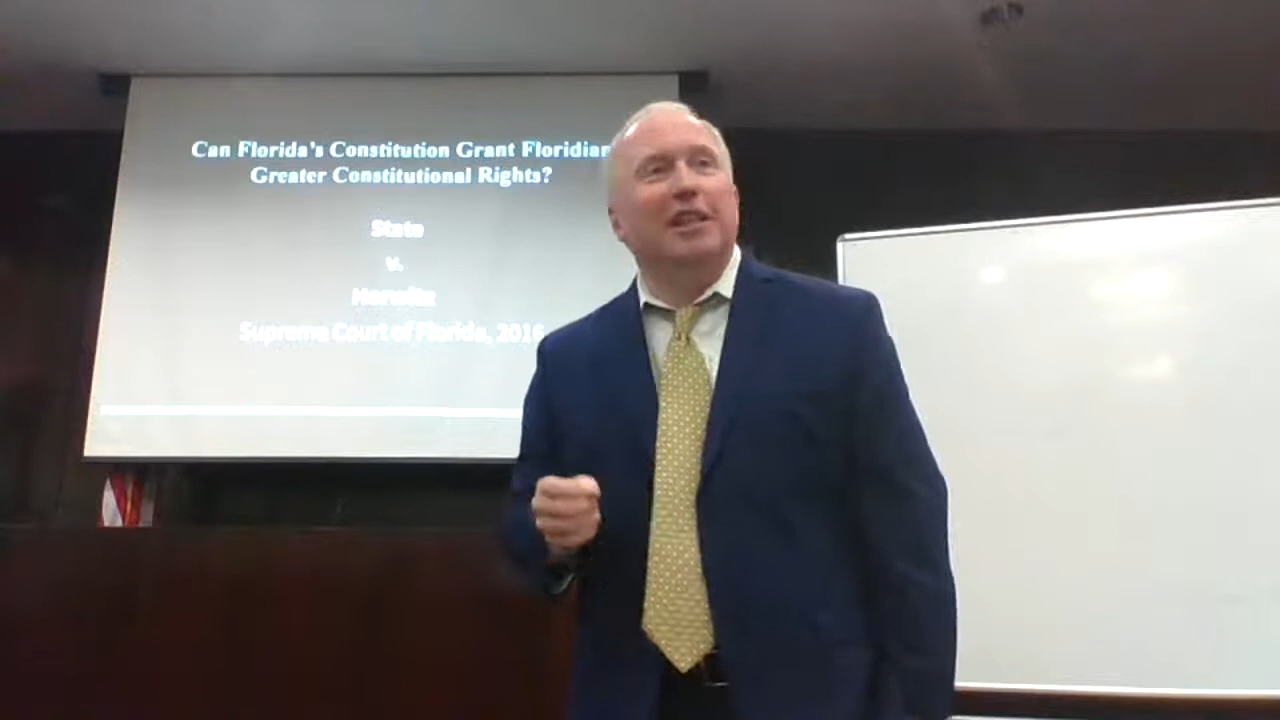 Can Florida's Constitution Grant Floridian
Greater Constitutional Rights?
State
v.
Horwitz
Supreme Court of Florida, 2016